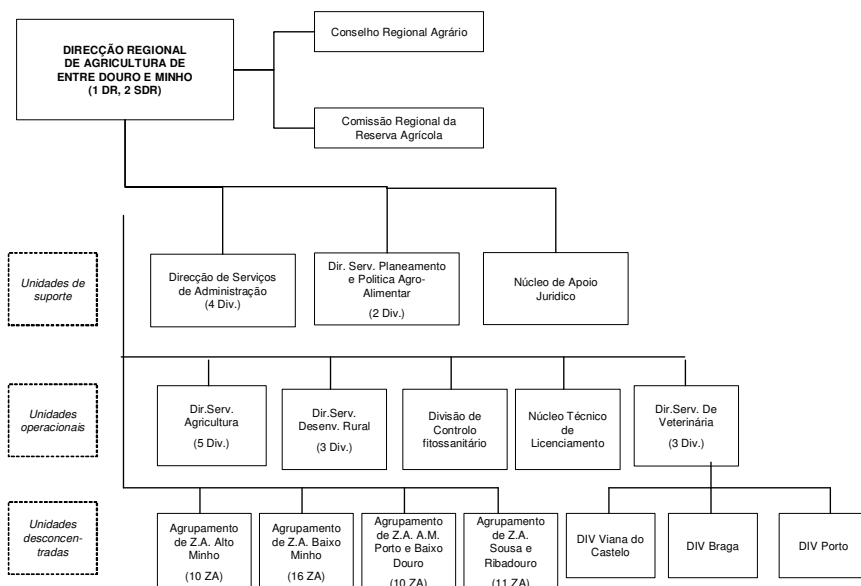 DIRECÇÃO REGIONAL
DE AGRICULTURA DE
ENTRE DOURO E MINHO
(1 DR, 2 SDR)
Conselho Regional Agrário
Comissão Regional da
Reserva Agrícola
Unidades de
suporte
Direcção de Serviços
de Administração
(4 Div.)
Dir. Serv. Planeamento
e Politica Agro-
Alimentar
(2 Div.)
Núcleo de Apoio
Juridico
Unidades
operacionais
Dir.Serv.
Agricultura
(5 Div.)
Dir.Serv.
Desenv. Rural
(3 Div.)
Divisão de
Controlo
fitossanitário
Núcleo Técnico
de
Licenciamento
Dir.Serv. De
Veterinária
(3 Div.)
Unidades
desconcen-
tradas
Agrupamento
de Z.A. Alto
Minho
(10 ZA)
Agrupamento
de Z.A. Baixo
Minho
(16 ZA)
Agrupamento
de Z.A. A.M.
Porto e Baixo
Douro
(10 ZA)
Agrupamento
de Z.A.
Sousa e
Ribadouro
(11 ZA)
DIV Viana do
Castelo
DIV Braga
DIV Porto